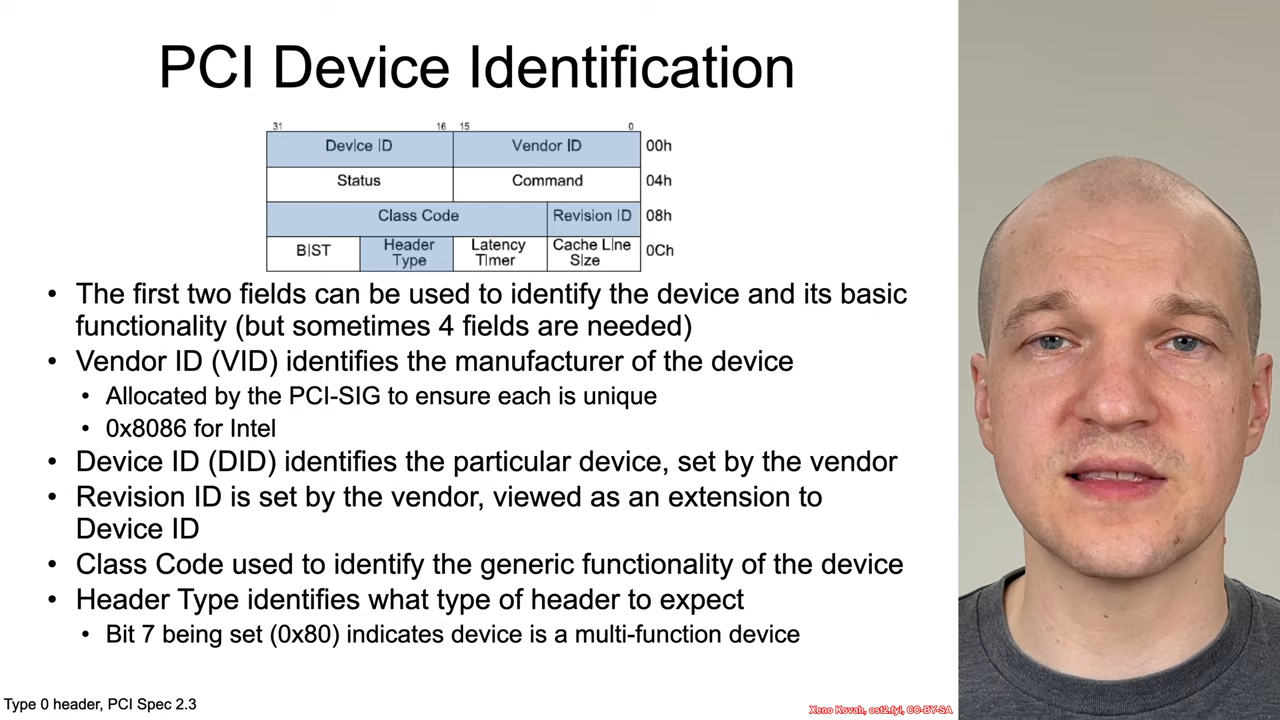 PCI Device Identification
31 16 15 0
Device ID Vendor ID 00h
Status Command 04h
Class Code Revision ID 08h
BIST Header Type Latency Timer Cache Line Size 0Ch
• The first two fields can be used to identify the device and its basic
functionality (but sometimes 4 fields are needed)
• Vendor ID (VID) identifies the manufacturer of the device
• Allocated by the PCI-SIG to ensure each is unique
• 0x8086 for Intel
• Device ID (DID) identifies the particular device, set by the vendor
• Revision ID is set by the vendor, viewed as an extension to
Device ID
• Class Code used to identify the generic functionality of the device
• Header Type identifies what type of header to expect
• Bit 7 being set (0x80) indicates device is a multi-function device
Type 0 header, PCI Spec 2.3
Xeno Kovah, ost2.fyi, CC-BY-SA